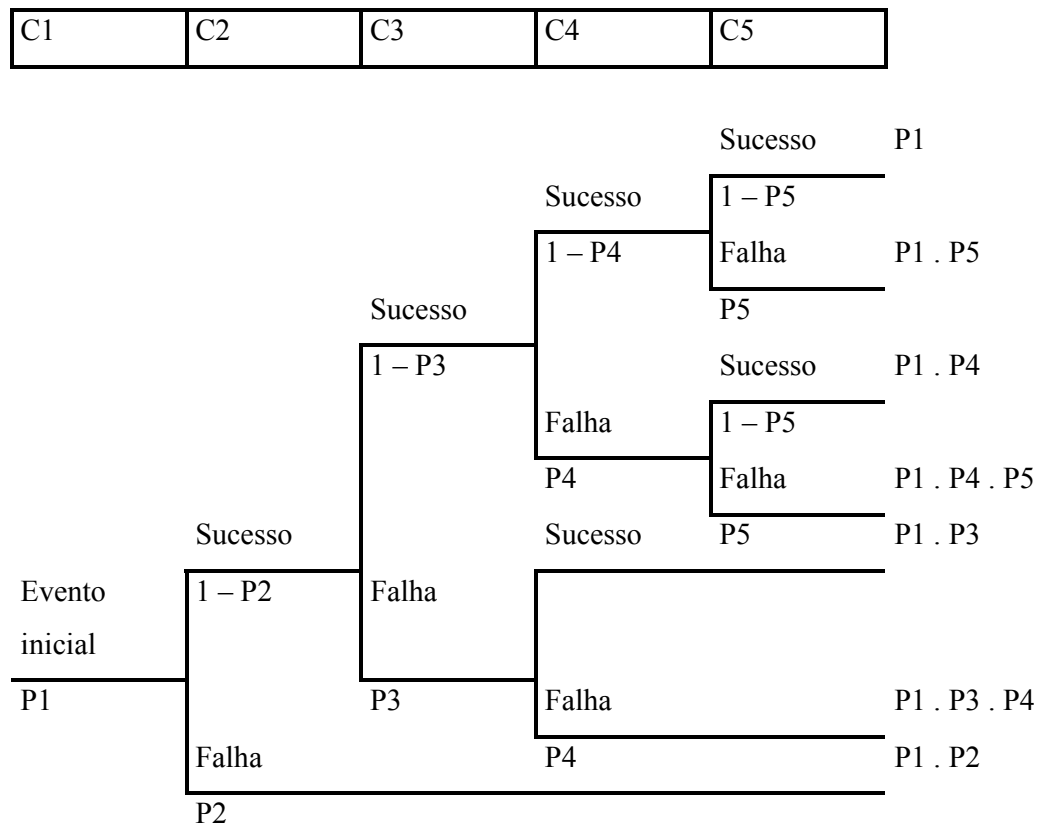 C1 C2 C3 C4 C5
Sucesso P1
Sucesso 1 – P5
1 – P4 Falha P1 . P5
Sucesso P5
1 – P3 Sucesso P1 . P4
Falha 1 – P5
P4 Falha P1 . P4 . P5
Sucesso Sucesso P5 P1 . P3
Evento 1 – P2 Falha
inicial
P1 P3 Falha P1 . P3 . P4
Falha P4 P1 . P2
P2